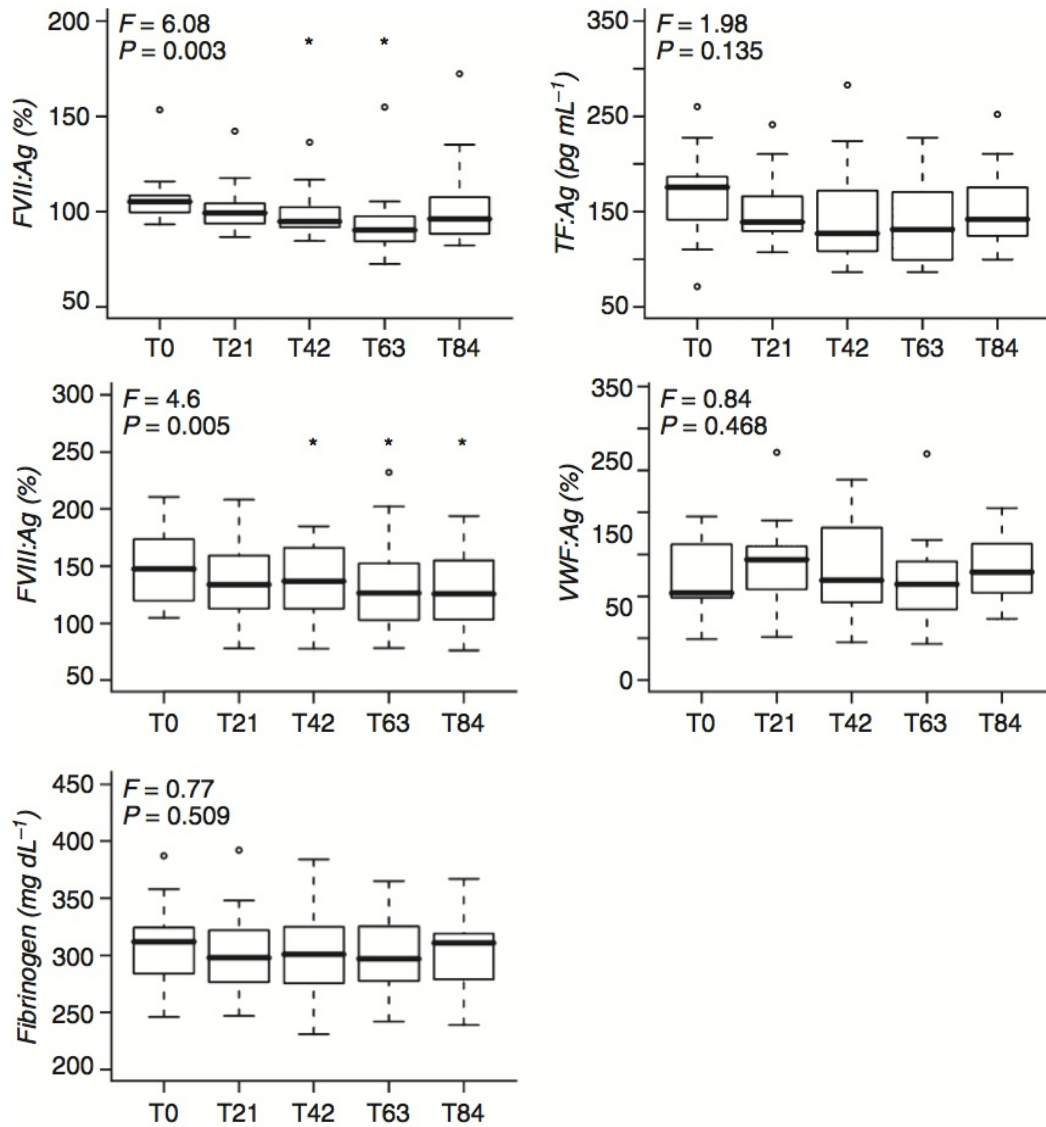 FVII:Ag (%)
200
150
100
50
F = 6.08
P = 0.003
* *
T0 T21 T42 T63 T84
TF:Ag (pg mL⁻¹)
350
250
150
50
F = 1.98
P = 0.135
T0 T21 T42 T63 T84
FVIII:Ag (%)
300
250
200
150
100
50
F = 4.6
P = 0.005
* * *
T0 T21 T42 T63 T84
VWF:Ag (%)
350
250
150
50
0
F = 0.84
P = 0.468
T0 T21 T42 T63 T84
Fibrinogen (mg dL⁻¹)
450
400
350
300
250
200
F = 0.77
P = 0.509
T0 T21 T42 T63 T84